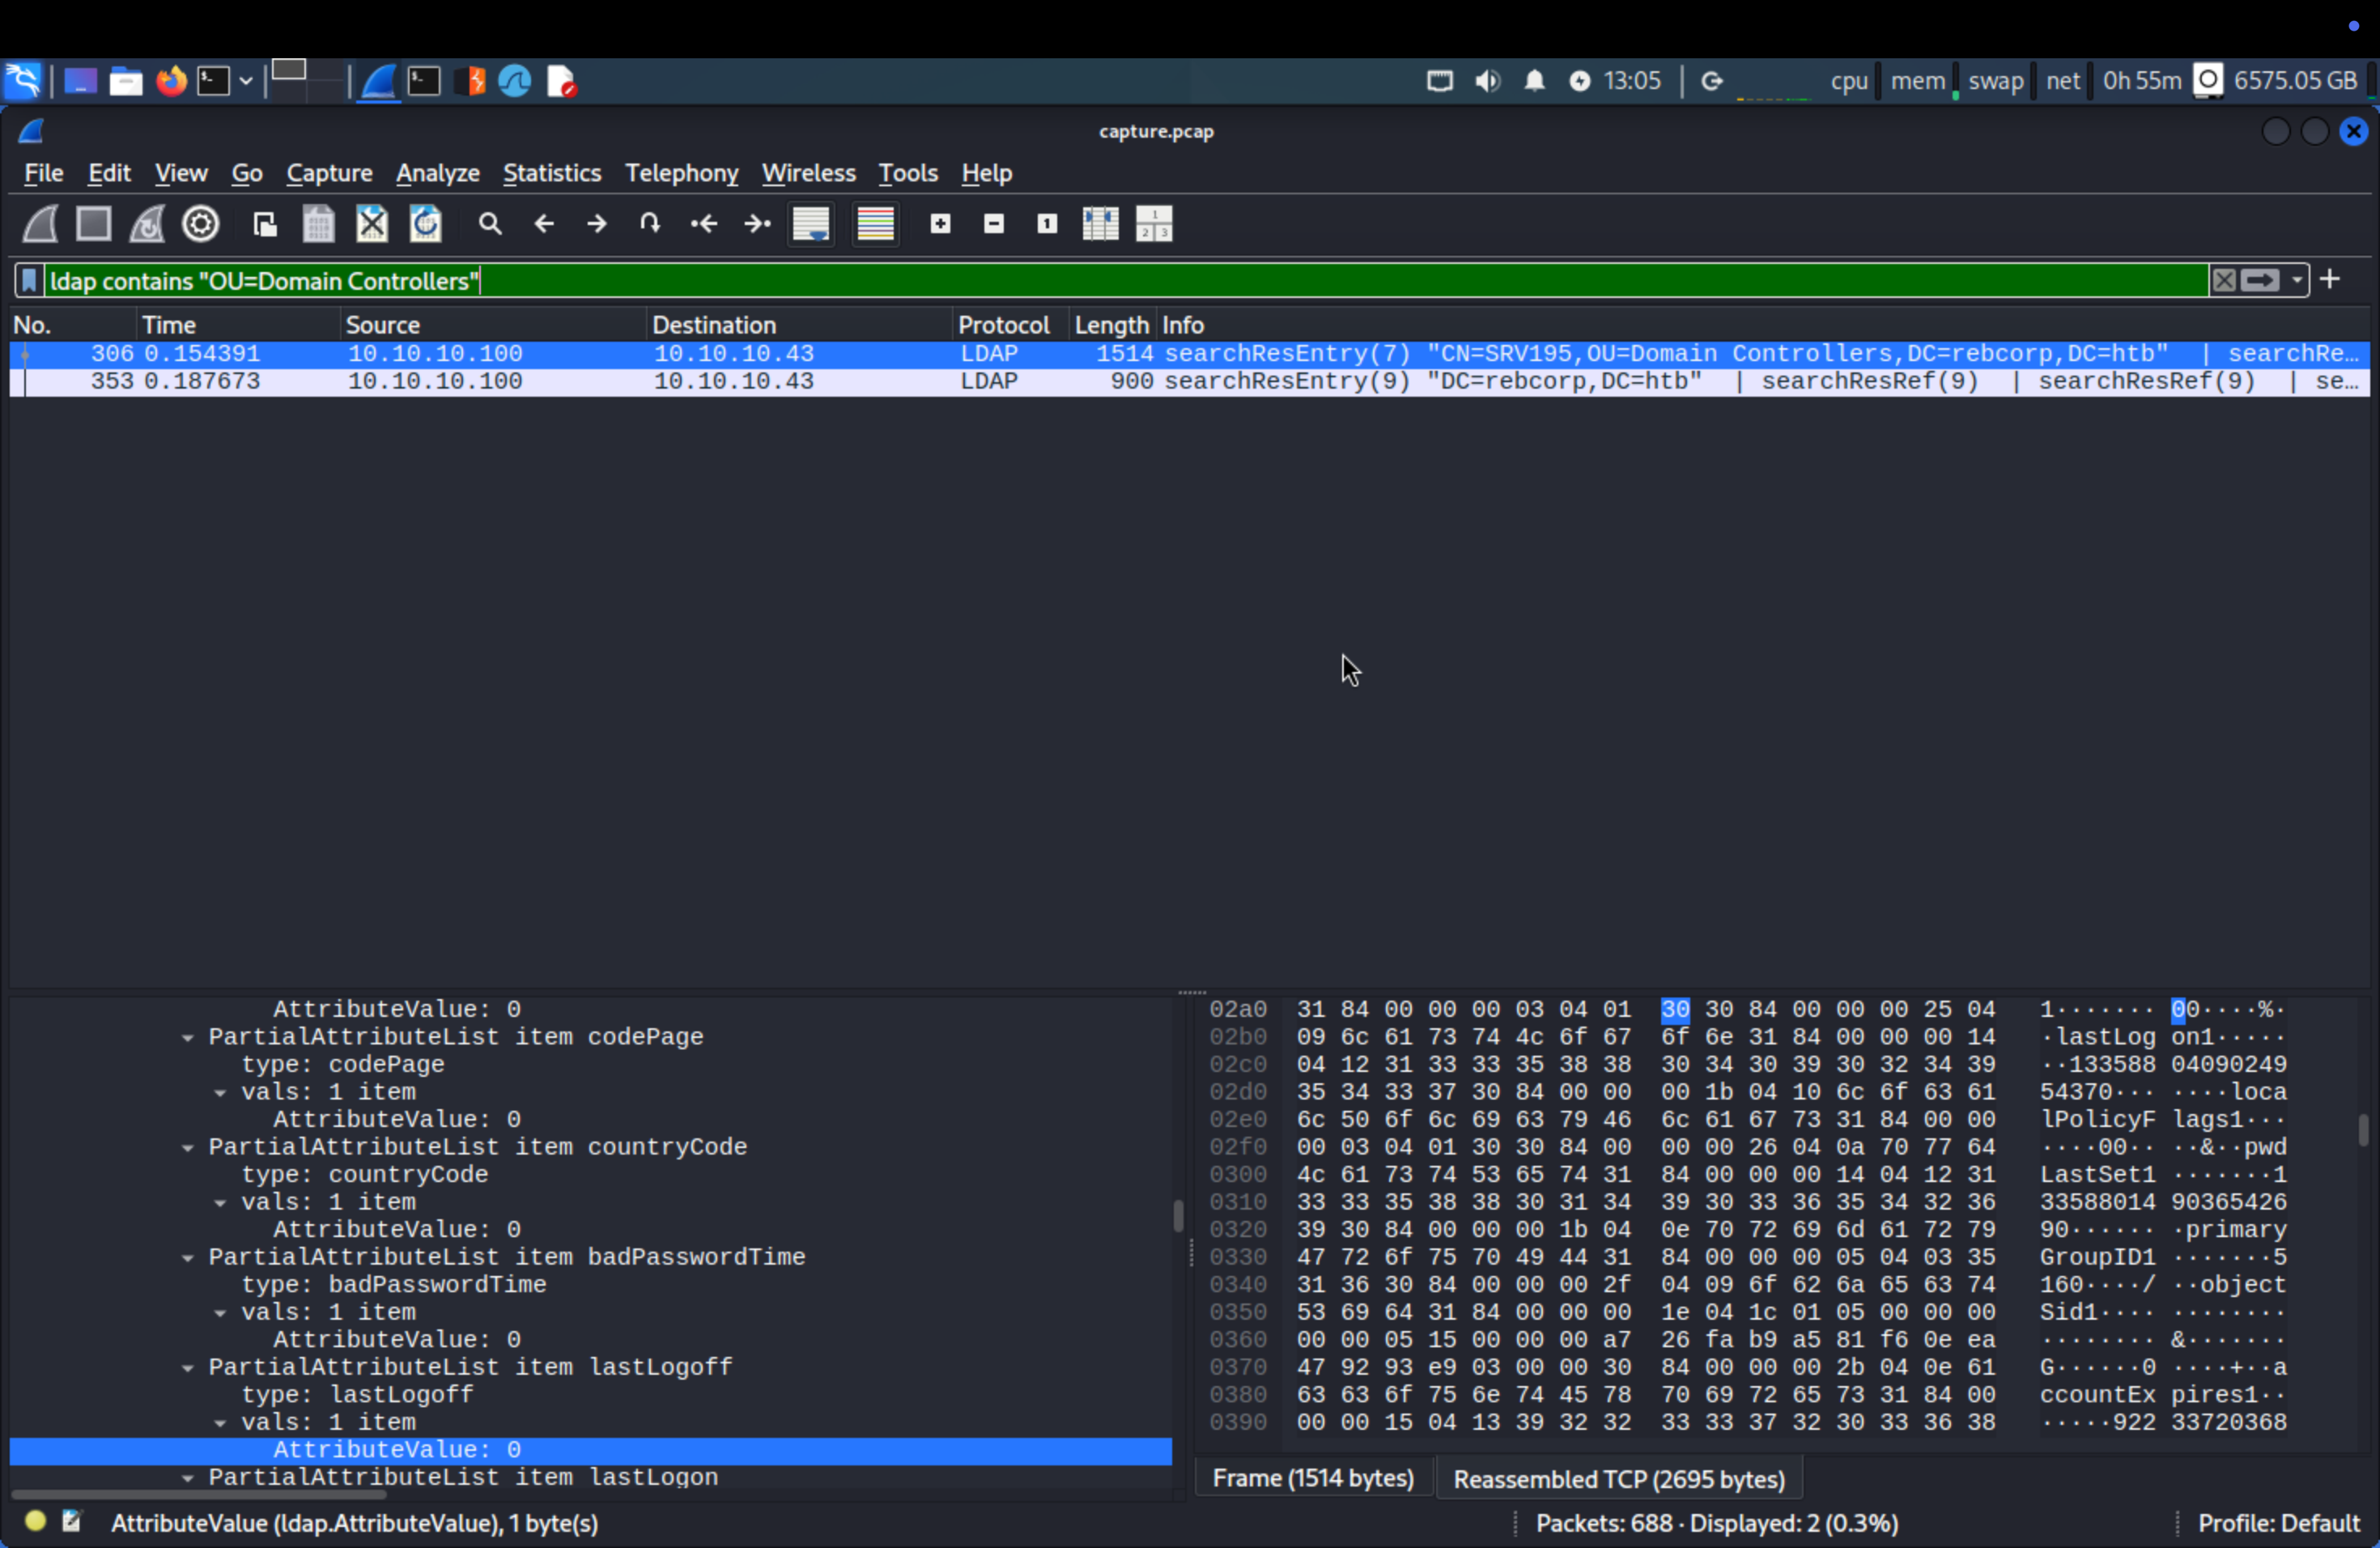 13:05 cpu mem swap net 0h 55m 6575.05 GB
capture.pcap
File Edit View Go Capture Analyze Statistics Telephony Wireless Tools Help
ldap contains "OU=Domain Controllers"
No. Time Source Destination Protocol Length Info
306 0.154391 10.10.10.100 10.10.10.43 LDAP 1514 searchResEntry(7) "CN=SRV195,OU=Domain Controllers,DC=rebcorp,DC=htb" | searchRe…
353 0.187673 10.10.10.100 10.10.10.43 LDAP 900 searchResEntry(9) "DC=rebcorp,DC=htb" | searchResRef(9) | searchResRef(9) | se…
AttributeValue: 0
PartialAttributeList item codePage
type: codePage
vals: 1 item
AttributeValue: 0
PartialAttributeList item countryCode
type: countryCode
vals: 1 item
AttributeValue: 0
PartialAttributeList item badPasswordTime
type: badPasswordTime
vals: 1 item
AttributeValue: 0
PartialAttributeList item lastLogoff
type: lastLogoff
vals: 1 item
AttributeValue: 0
PartialAttributeList item lastLogon
02a0 31 84 00 00 00 03 04 01 30 30 84 00 00 00 25 04 1······· 00····%·
02b0 09 6c 61 73 74 4c 6f 67 6f 6e 31 84 00 00 00 14 ·lastLog on1·····
02c0 04 12 31 33 33 35 38 38 30 34 30 39 30 32 34 39 ··133588 04090249
02d0 35 34 33 37 30 84 00 00 00 1b 04 10 6c 6f 63 61 54370··· ····loca
02e0 6c 50 6f 6c 69 63 79 46 6c 61 67 73 31 84 00 00 lPolicyF lags1···
02f0 00 03 04 01 30 30 84 00 00 00 26 04 0a 70 77 64 ····00·· ··&··pwd
0300 4c 61 73 74 53 65 74 31 84 00 00 00 14 04 12 31 LastSet1 ·······1
0310 33 33 35 38 38 30 31 34 39 30 33 36 35 34 32 36 33588014 90365426
0320 39 30 84 00 00 00 1b 04 0e 70 72 69 6d 61 72 79 90······ ·primary
0330 47 72 6f 75 70 49 44 31 84 00 00 00 05 04 03 35 GroupID1 ·······5
0340 31 36 30 84 00 00 00 2f 04 09 6f 62 6a 65 63 74 160····/ ··object
0350 53 69 64 31 84 00 00 00 1e 04 1c 01 05 00 00 00 Sid1···· ········
0360 00 00 05 15 00 00 00 a7 26 fa b9 a5 81 f6 0e ea ········ &·······
0370 47 92 93 e9 03 00 00 30 84 00 00 00 2b 04 0e 61 G······0 ····+··a
0380 63 63 6f 75 6e 74 45 78 70 69 72 65 73 31 84 00 ccountEx pires1··
0390 00 00 15 04 13 39 32 32 33 33 37 32 30 33 36 38 ·····922 33720368
Frame (1514 bytes) Reassembled TCP (2695 bytes)
AttributeValue (ldap.AttributeValue), 1 byte(s) Packets: 688 · Displayed: 2 (0.3%) Profile: Default